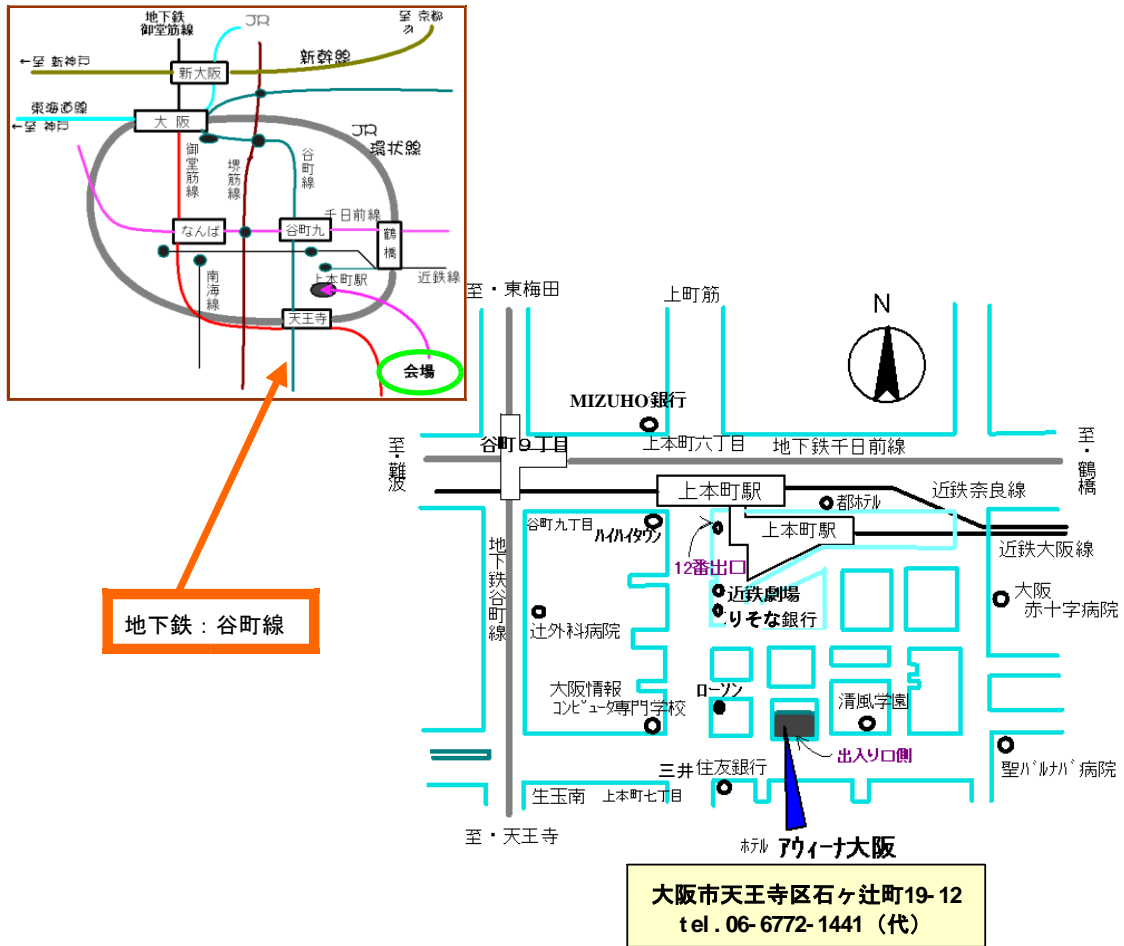 地下鉄
御堂筋線
JR
至 京都
←至 新神戸
新大阪
新幹線
東海道線
←至 神戸
大阪
JR
環状線
御堂筋線
堺筋線
谷町線
千日前線
なんば
谷町九
鶴橋
南海線
上本町駅
近鉄線
天王寺
会場
地下鉄：谷町線
至・東梅田
上町筋
N
MIZUHO銀行
谷町９丁目
上本町六丁目
地下鉄千日前線
至・難波
至・鶴橋
上本町駅
近鉄奈良線
都ホテル
谷町九丁目
ハイハイタウン
上本町駅
近鉄大阪線
12番出口
地下鉄谷町線
近鉄劇場
りそな銀行
大阪
赤十字病院
辻外科病院
大阪情報
コンピュータ専門学校
ローソン
清風学園
出入り口側
三井住友銀行
聖バルナバ病院
生玉南
上本町七丁目
至・天王寺
ホテル アウィーナ大阪
大阪市天王寺区石ヶ辻町19-12
tel.06-6772-1441（代）